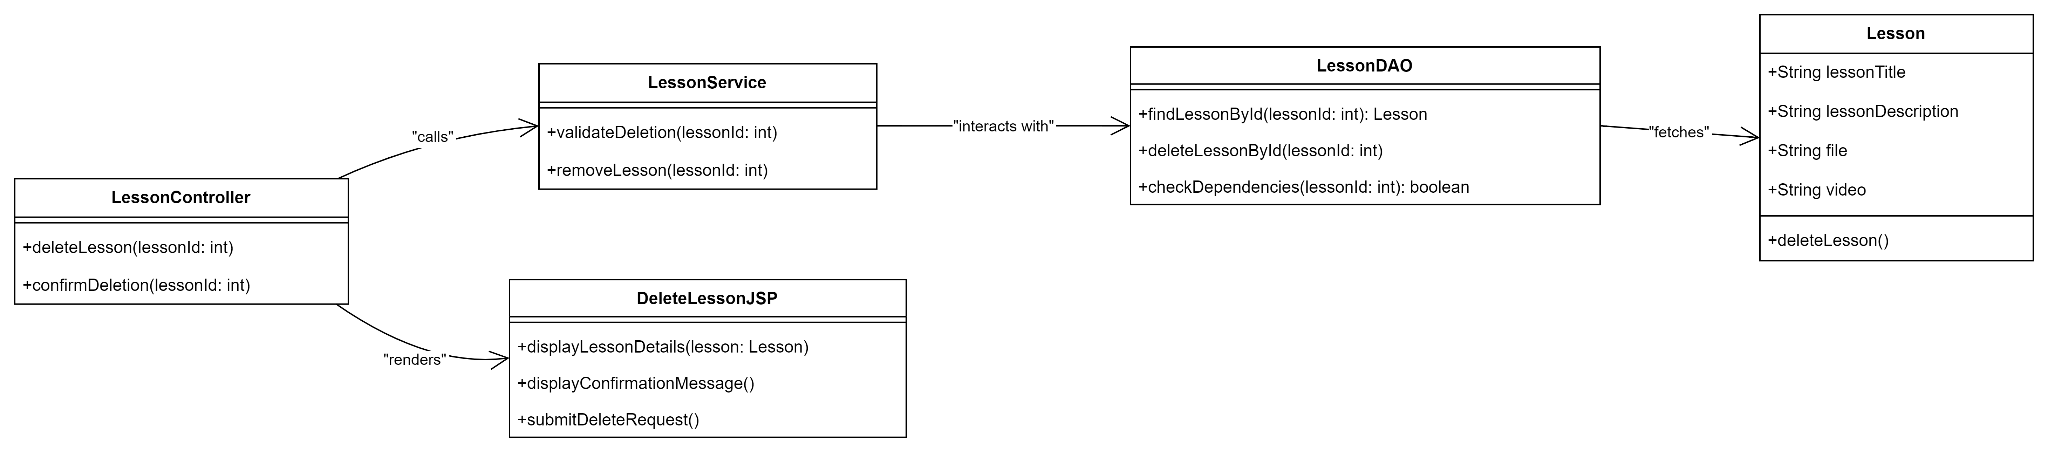 LessonController
+deleteLesson(lessonId: int)
+confirmDeletion(lessonId: int)
"calls"
"renders"
LessonService
+validateDeletion(lessonId: int)
+removeLesson(lessonId: int)
DeleteLessonJSP
+displayLessonDetails(lesson: Lesson)
+displayConfirmationMessage()
+submitDeleteRequest()
"interacts with"
LessonDAO
+findLessonById(lessonId: int): Lesson
+deleteLessonById(lessonId: int)
+checkDependencies(lessonId: int): boolean
"fetches"
Lesson
+String lessonTitle
+String lessonDescription
+String file
+String video
+deleteLesson()